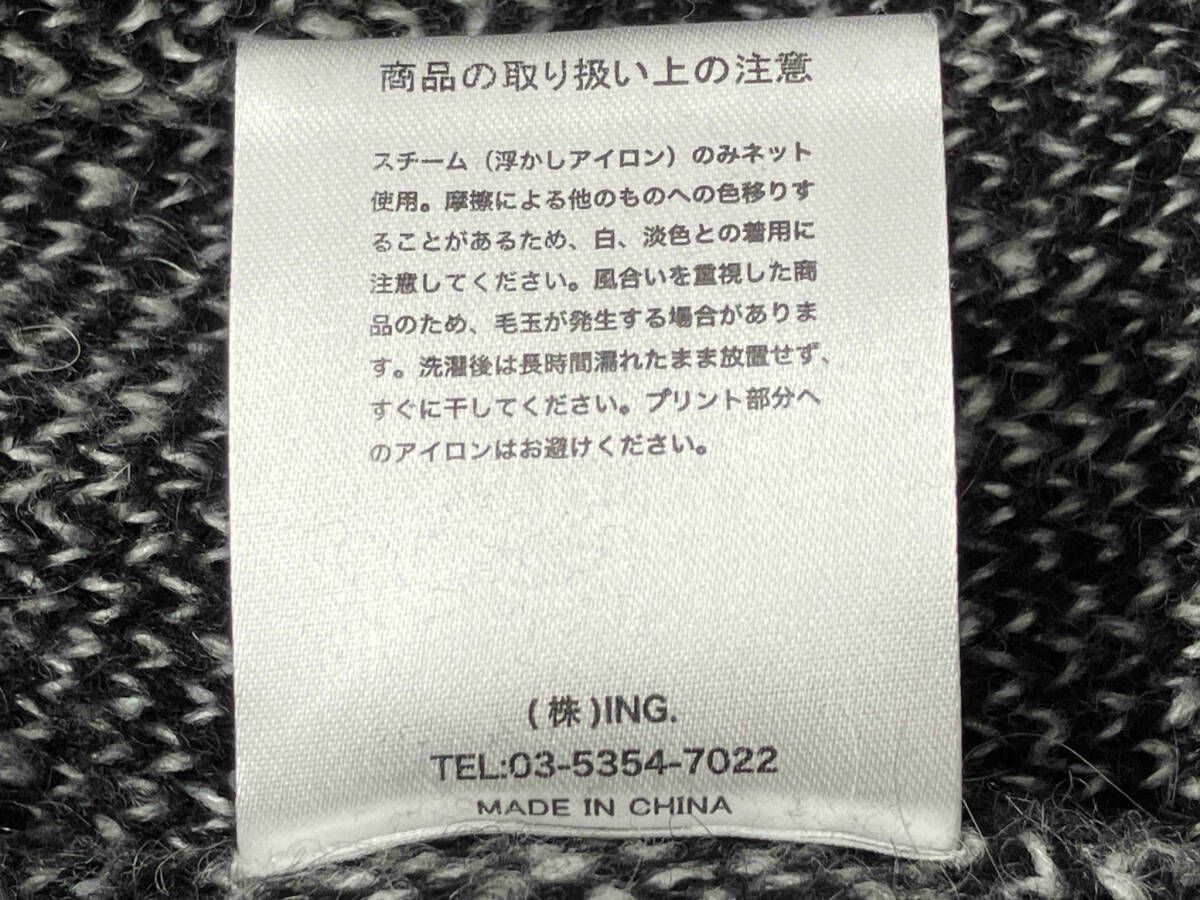 商品の取り扱い上の注意
スチーム（浮かしアイロン）のみネット
使用。摩擦による他のものへの色移りす
ることがあるため、白、淡色との着用に
注意してください。風合いを重視した商
品のため、毛玉が発生する場合がありま
す。洗濯後は長時間漏れたまま放置せず、
すぐに干してください。プリント部分へ
のアイロンはお避けください。
(株)ING.
TEL:03-5354-7022
MADE IN CHINA